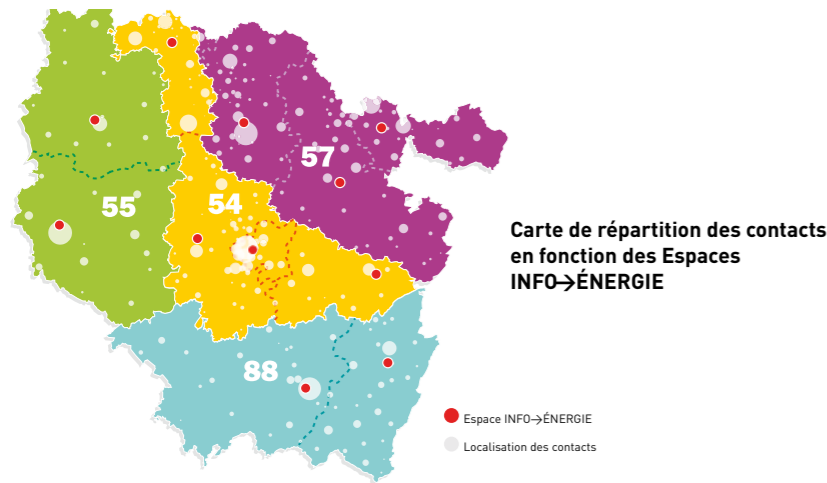 57
55
54
Carte de répartition des contacts
en fonction des Espaces
INFO→ÉNERGIE
88
Espace INFO→ÉNERGIE
Localisation des contacts